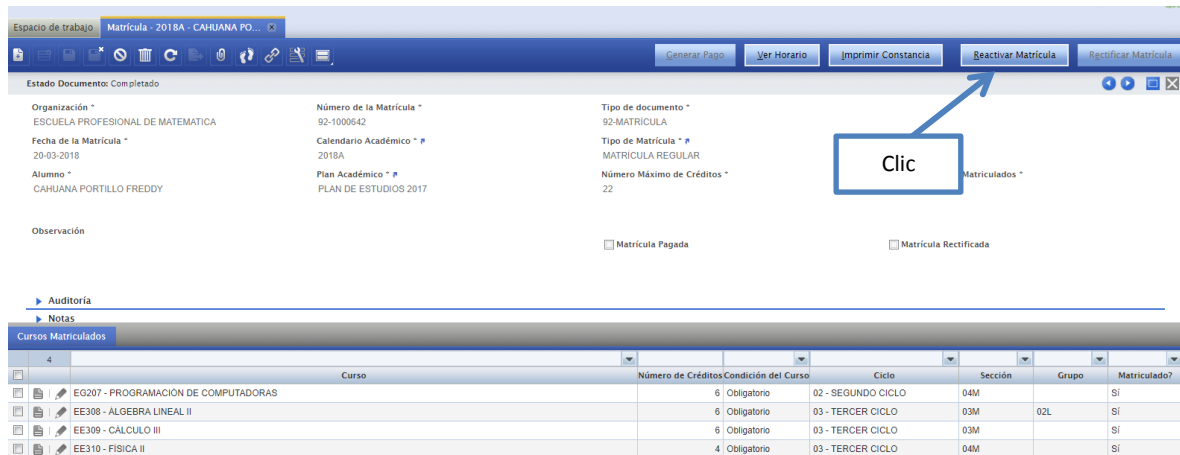 Espacio de trabajo Matrícula - 2018A - CAHUANA PO...
Generar Pago Ver Horario Imprimir Constancia Reactivar Matrícula Rectificar Matrícula
Estado Documento: Completado
Organización * Número de la Matrícula * Tipo de documento *
ESCUELA PROFESIONAL DE MATEMATICA 92-1000642 92-MATRÍCULA
Fecha de la Matrícula * Calendario Académico * Tipo de Matrícula *
20-03-2018 2018A MATRÍCULA REGULAR
Clic
Alumno * Plan Académico * Número Máximo de Créditos * Matriculados *
CAHUANA PORTILLO FREDDY PLAN DE ESTUDIOS 2017 22
Observación
Matrícula Pagada Matrícula Rectificada
Auditoría
Notas
Cursos Matriculados
4
Curso Número de Créditos Condición del Curso Ciclo Sección Grupo Matriculado?
EG207 - PROGRAMACIÓN DE COMPUTADORAS 6 Obligatorio 02 - SEGUNDO CICLO 04M Sí
EE308 - ALGEBRA LINEAL II 6 Obligatorio 03 - TERCER CICLO 03M 02L Sí
EE309 - CÁLCULO III 6 Obligatorio 03 - TERCER CICLO 03M Sí
EE310 - FÍSICA II 4 Obligatorio 03 - TERCER CICLO 04M Sí